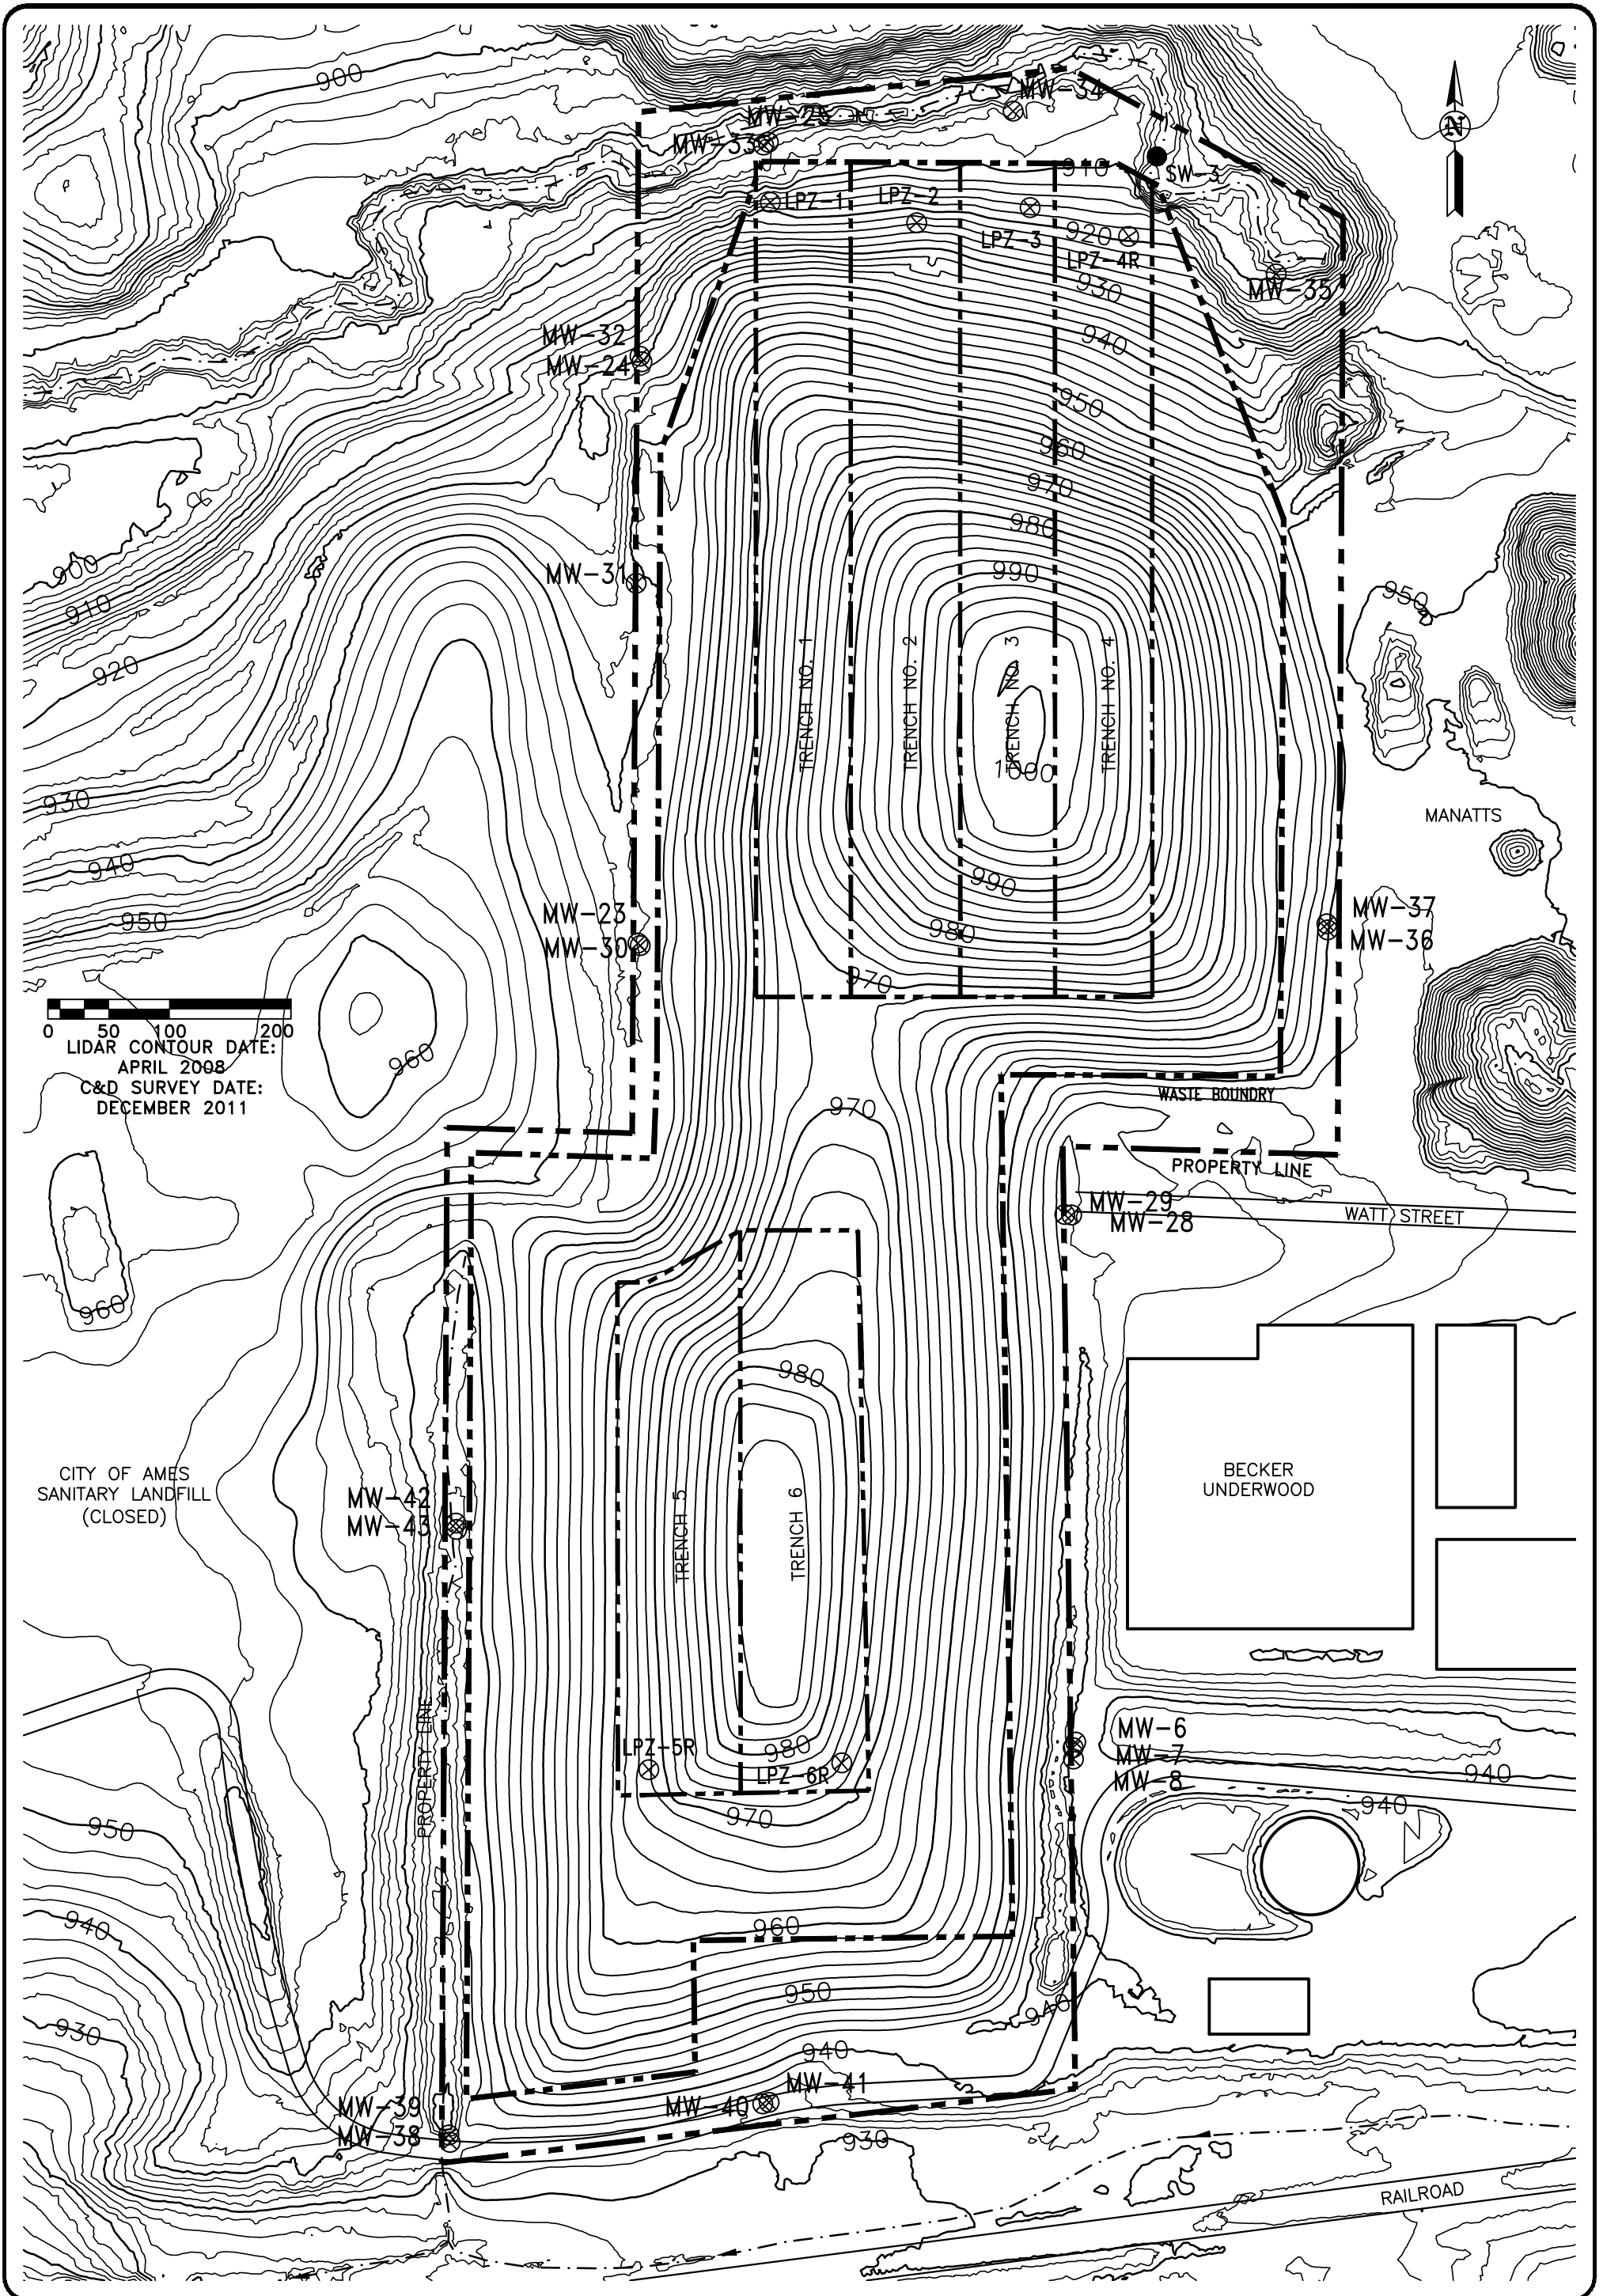 900
MW-34
MW-25
MW-33
N
910
SW-3
LPZ-1
LPZ-2
LPZ-3
920
LPZ-4R
930
MW-35
MW-32
MW-24
940
950
960
970
980
990
MW-31
900
910
920
950
TRENCH NO. 1
TRENCH NO. 2
TRENCH NO. 3
TRENCH NO. 4
1000
930
940
950
MANATTS
990
980
970
MW-23
MW-30
MW-37
MW-36
0 50 100 200
LIDAR CONTOUR DATE:
APRIL 2008
C&D SURVEY DATE:
DECEMBER 2011
960
970
WASTE BOUNDRY
PROPERTY LINE
MW-29
MW-28
WATT STREET
960
980
CITY OF AMES
SANITARY LANDFILL
(CLOSED)
MW-42
MW-43
TRENCH 5
TRENCH 6
BECKER
UNDERWOOD
PROPERTY LINE
LPZ-5R
980
LPZ-6R
970
MW-6
MW-7
MW-8
940
940
950
940
930
960
950
940
940
MW-39
MW-38
MW-40
MW-41
930
RAILROAD